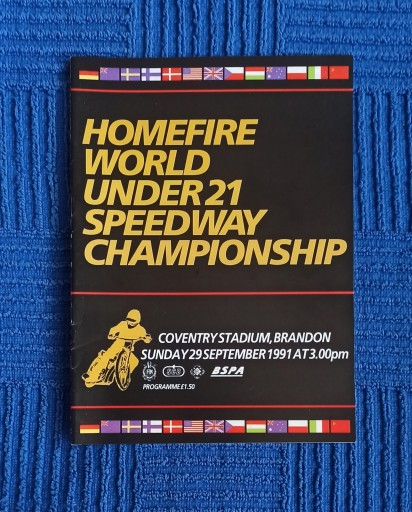 HOMEFIRE
WORLD
UNDER 21
SPEEDWAY
CHAMPIONSHIP
COVENTRY STADIUM, BRANDON
SUNDAY 29 SEPTEMBER 1991 AT 3.00pm
BSPA
PROGRAMME £1.50